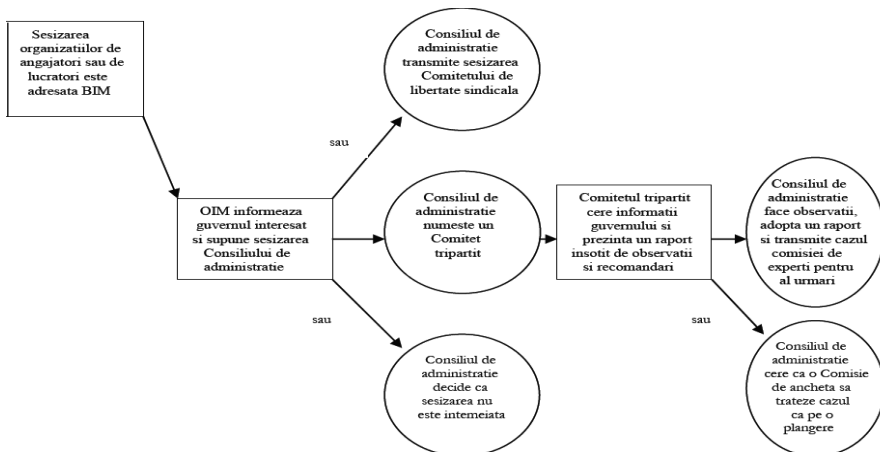 Sesizarea
organizatiilor de
angajatori sau de
lucratori este
adresata BIM
Consiliul de
administratie
transmite sesizarea
Comitetului de
libertate sindicala
sau
OIM informeaza
guvernul interesat
si supune sesizarea
Consiliului de
administratie
Consiliul de
administratie
numeste un
Comitet
tripartit
Comitetul tripartit
cere informatii
guvernului si
prezinta un raport
insotit de observatii
si recomandari
Consiliul de
administratie
face observatii,
adopta un raport
si transmite cazul
comisiei de
experti pentru
al urmari
sau
sau
Consiliul de
administratie
decide ca
sesizarea nu
este intemeiata
Consiliul de
administratie
cere ca o Comisie
de ancheta sa
trateze cazul
ca pe o
plangere